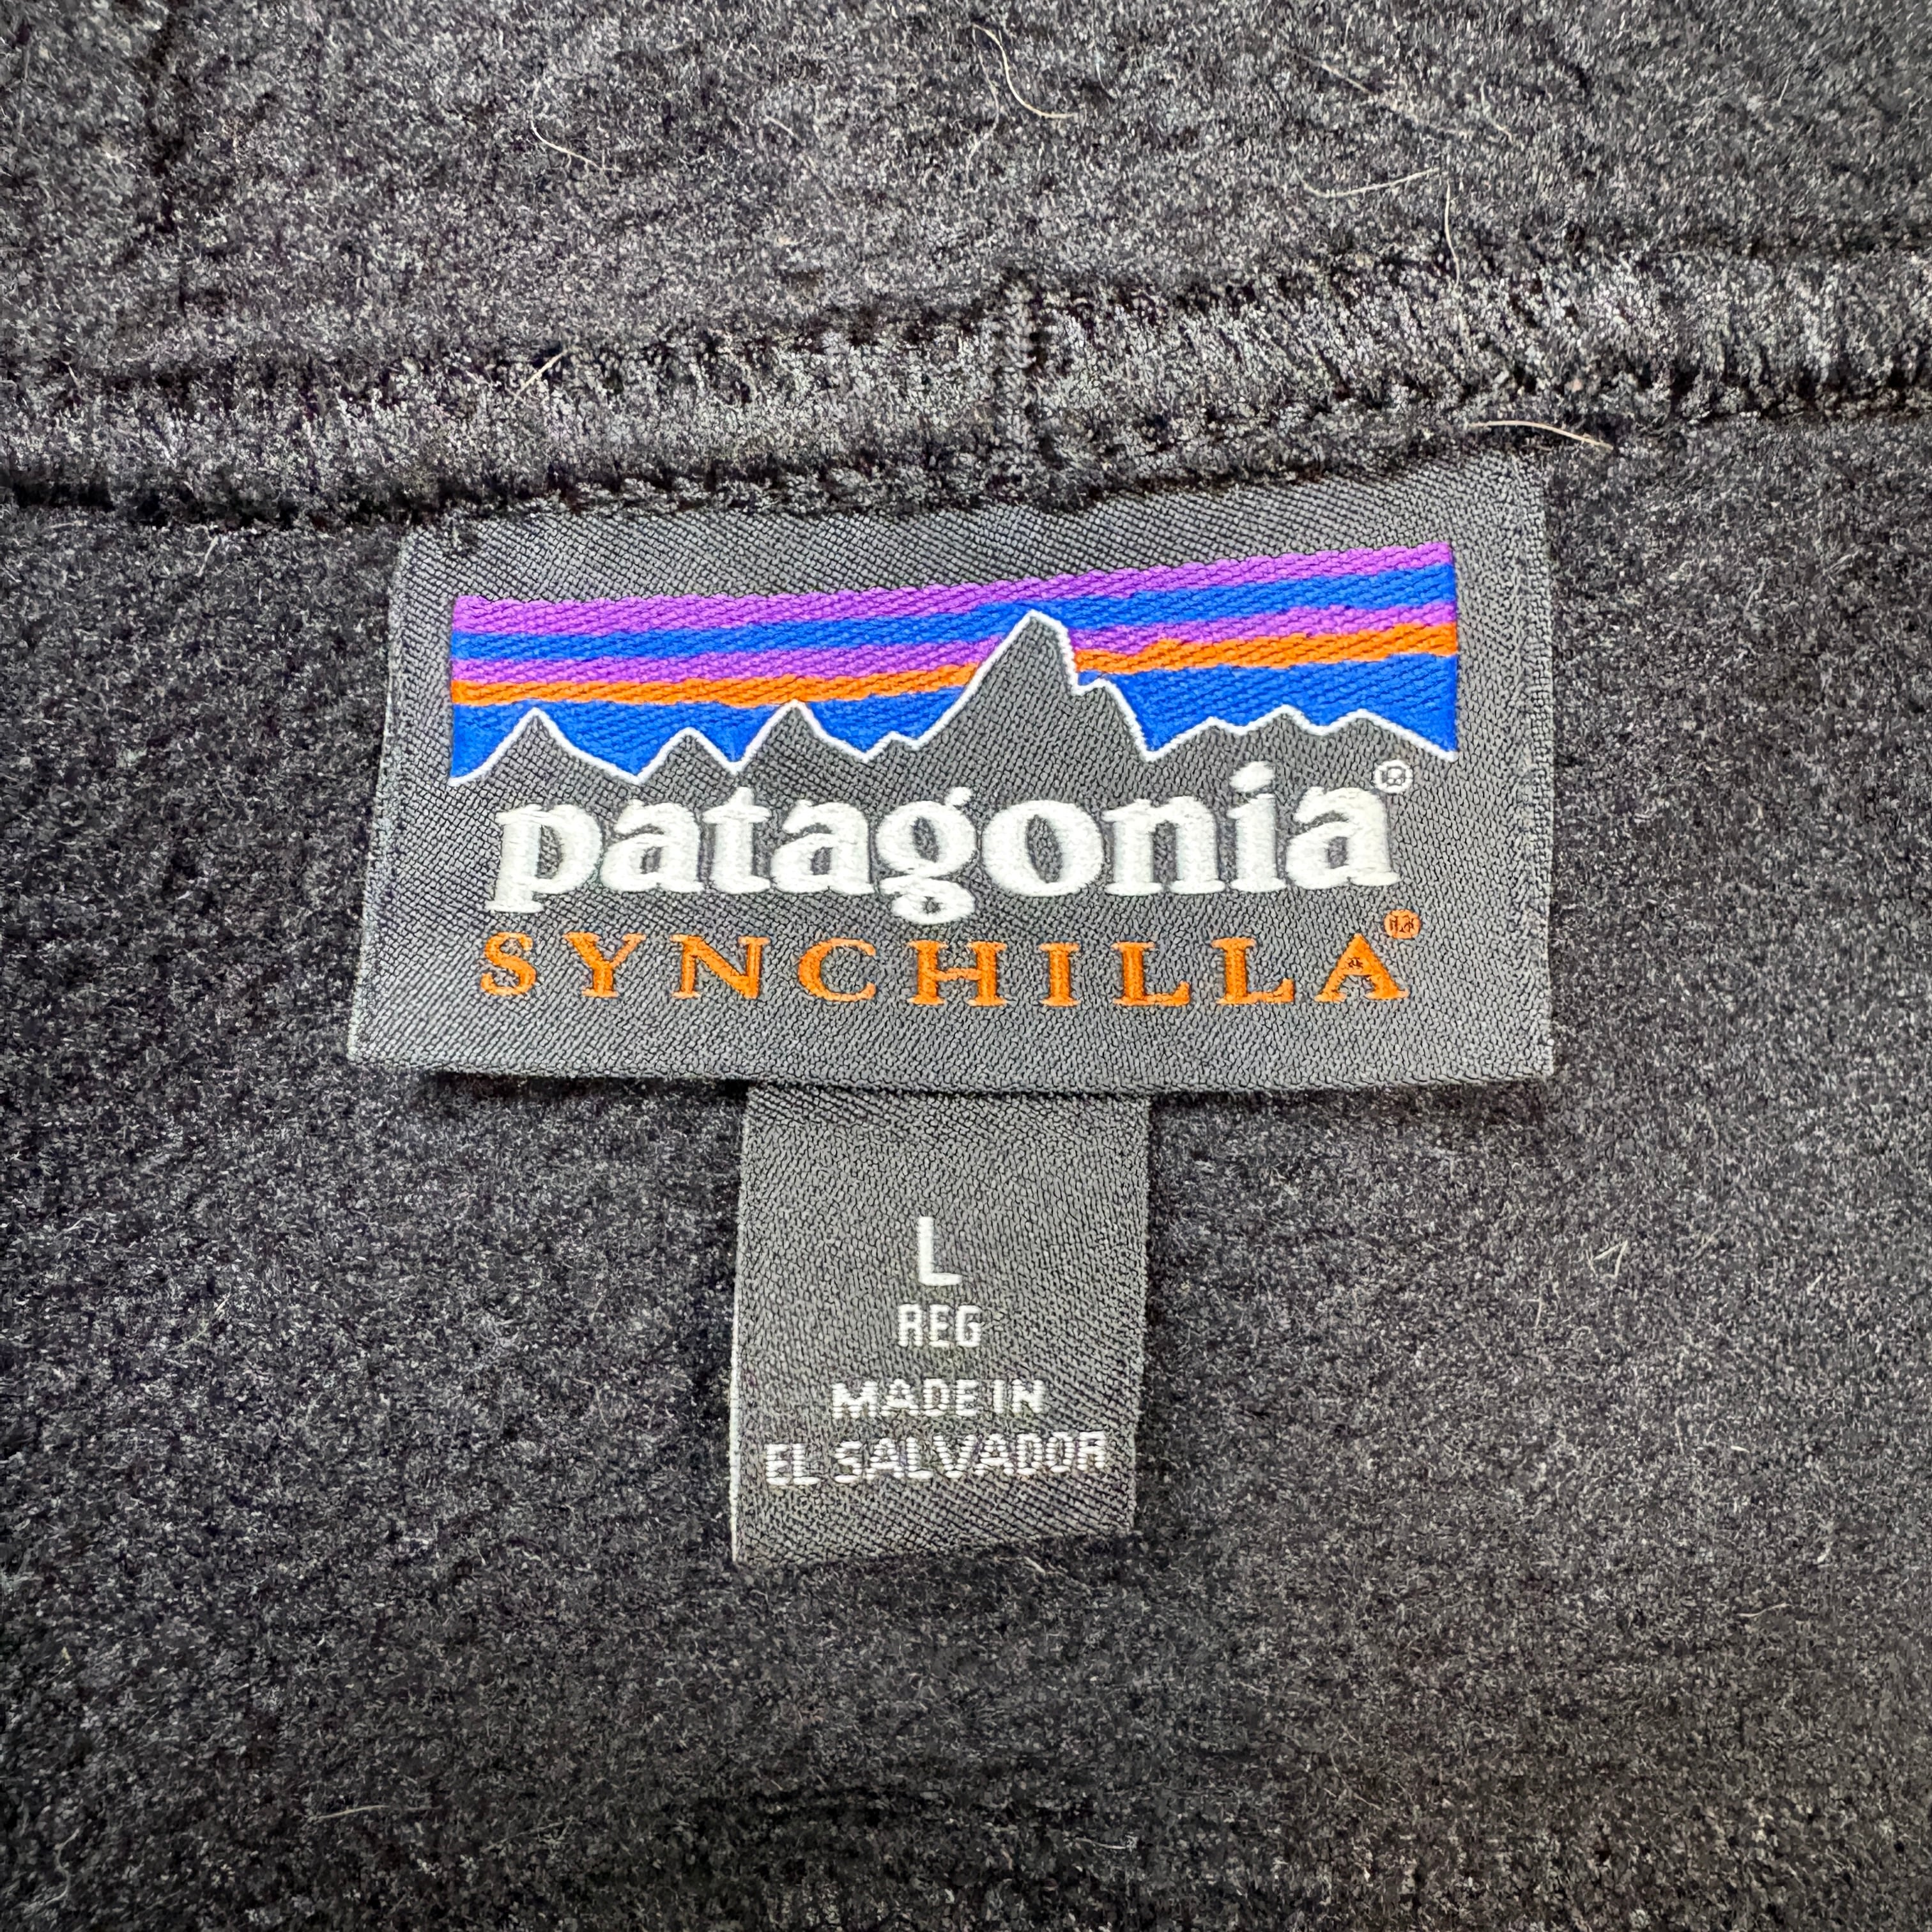 patagonia®
SYNCHILLA®
L
REG
MADE IN
EL SALVADOR